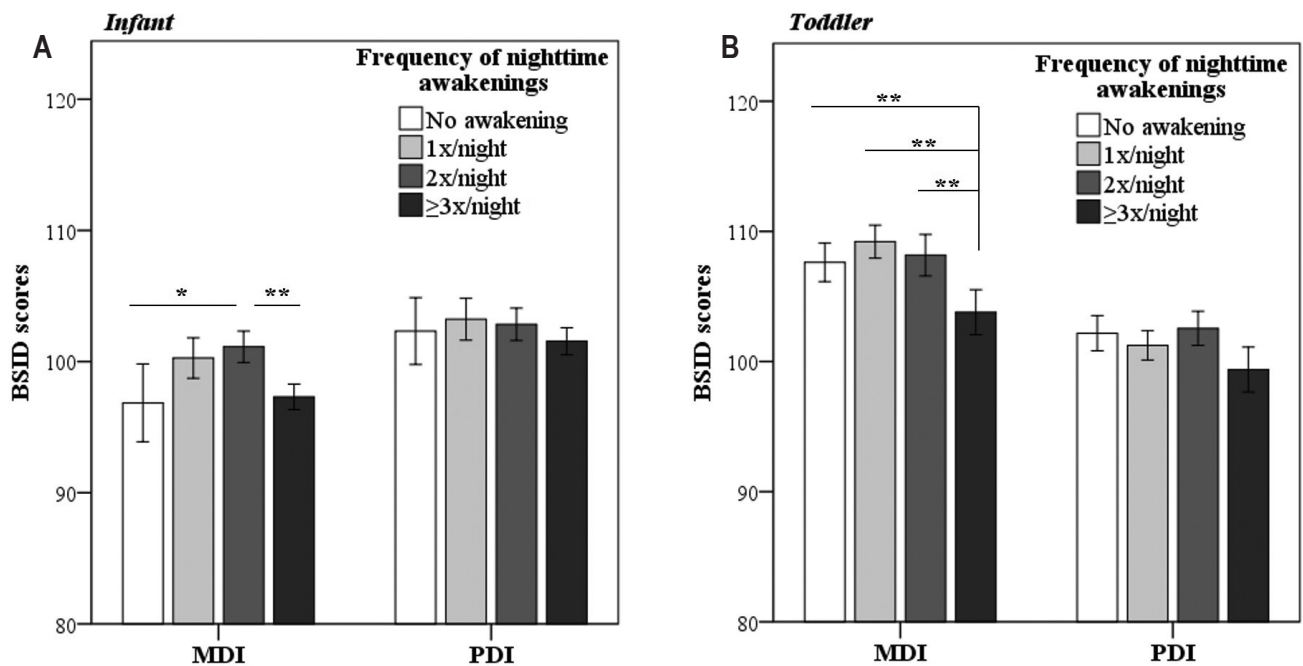 A
Infant
Frequency of nighttime
awakenings
No awakening
1x/night
2x/night
≥3x/night
120
110
100
90
80
BSID scores
*
**
MDI
PDI
B
Toddler
Frequency of nighttime
awakenings
No awakening
1x/night
2x/night
≥3x/night
120
110
100
90
80
BSID scores
**
**
**
MDI
PDI